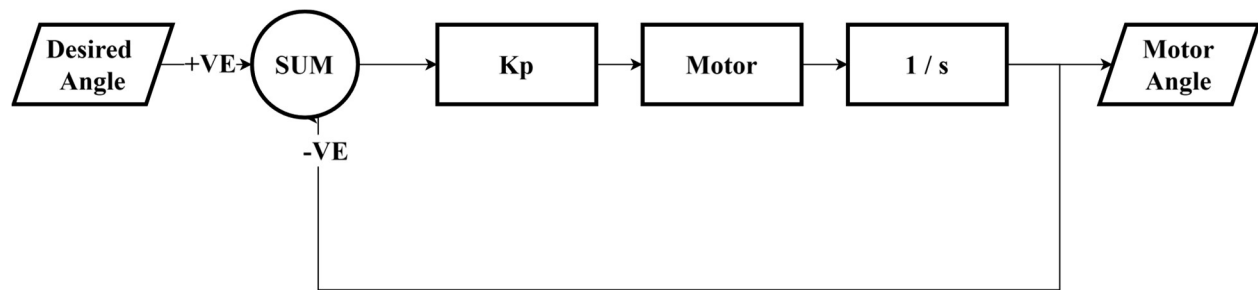 Desired
Angle
+VE
SUM
Kp
Motor
1 / s
Motor
Angle
-VE